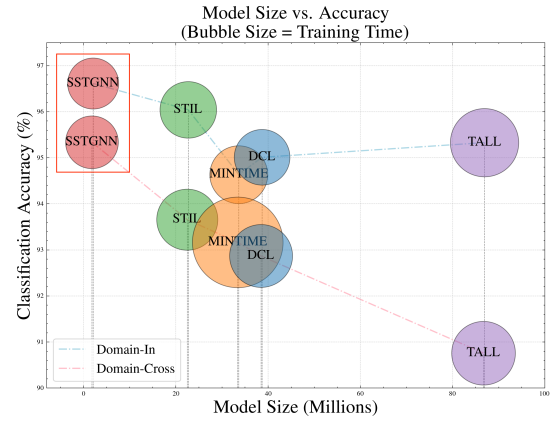 Model Size vs. Accuracy
(Bubble Size = Training Time)
Classification Accuracy (%)
97
96
95
94
93
92
91
90
SSTGNN
STIL
TALL
DCL
SSTGNN
MINTIME
STIL
MINTIME
DCL
TALL
Domain-In
Domain-Cross
0
20
40
60
80
100
Model Size (Millions)